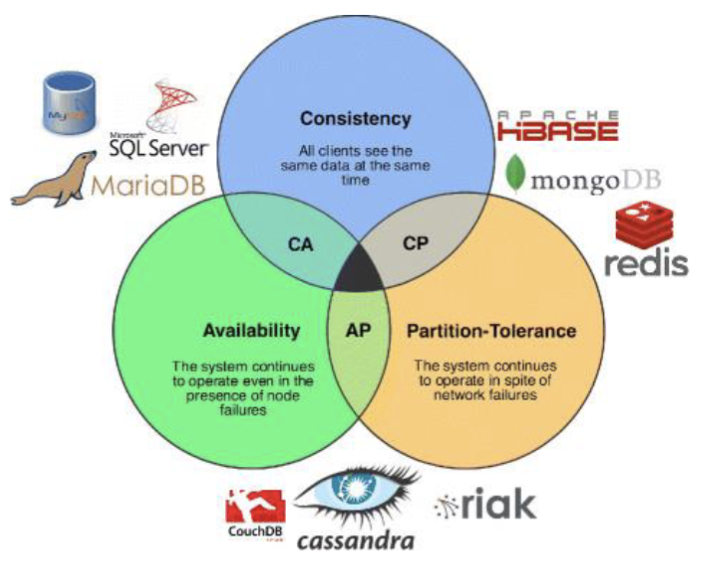 Consistency
All clients see the
same data at the same
time
MySQL
Microsoft
SQL Server
MariaDB
APACHE
HBASE
mongoDB
redis
CA
CP
Availability
The system continues
to operate even in the
presence of node
failures
AP
Partition-Tolerance
The system continues
to operate in spite of
network failures
CouchDB
cassandra
riak